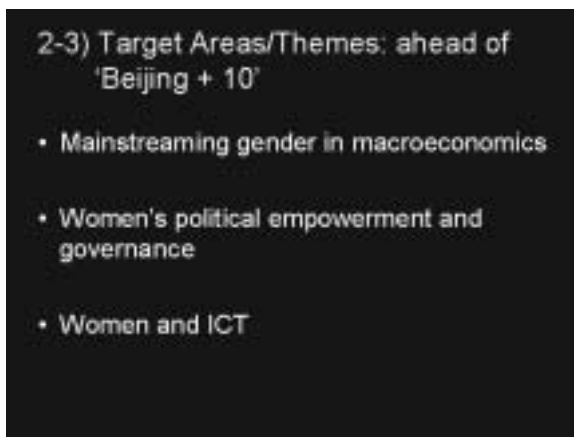 2-3) Target Areas/Themes: ahead of
'Beijing + 10'
• Mainstreaming gender in macroeconomics
• Women's political empowerment and
governance
• Women and ICT